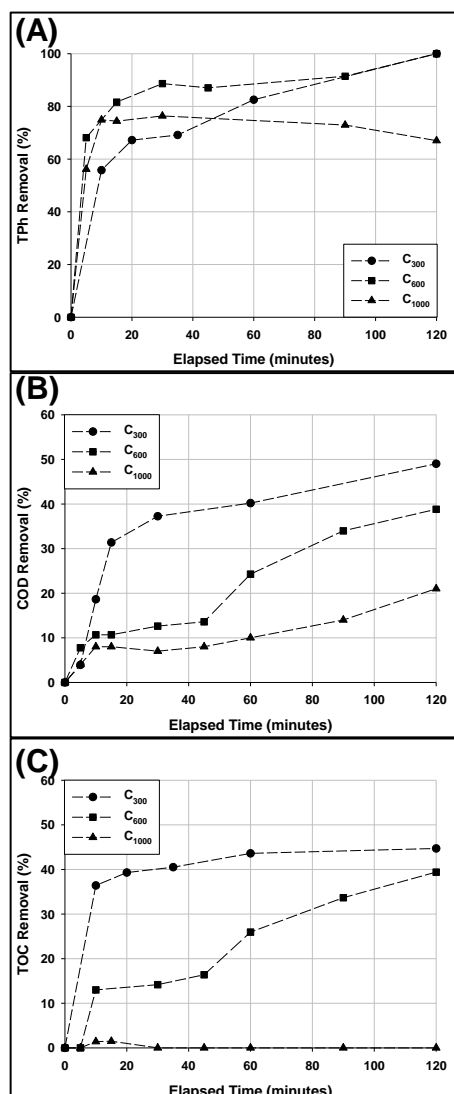 (A)
100
80
60
40
20
0
TPh Removal (%)
C300
C600
C1000
0 20 40 60 80 100 120
Elapsed Time (minutes)
(B)
60
50
40
30
20
10
0
COD Removal (%)
C300
C600
C1000
0 20 40 60 80 100 120
Elapsed Time (minutes)
(C)
60
50
40
30
20
10
0
TOC Removal (%)
C300
C600
C1000
0 20 40 60 80 100 120
Elapsed Time (minutes)